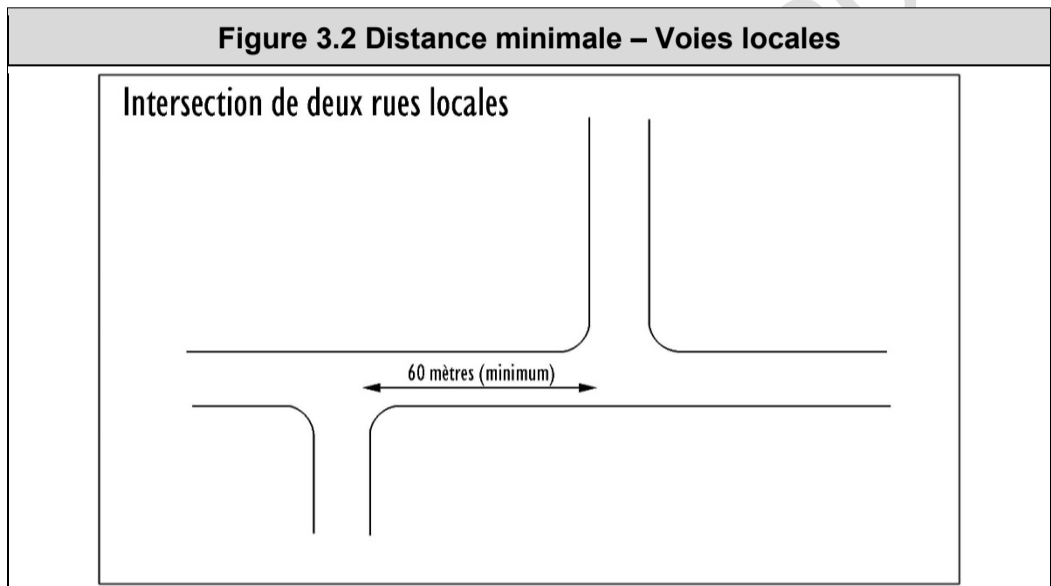 Figure 3.2 Distance minimale – Voies locales
Intersection de deux rues locales
60 mètres (minimum)